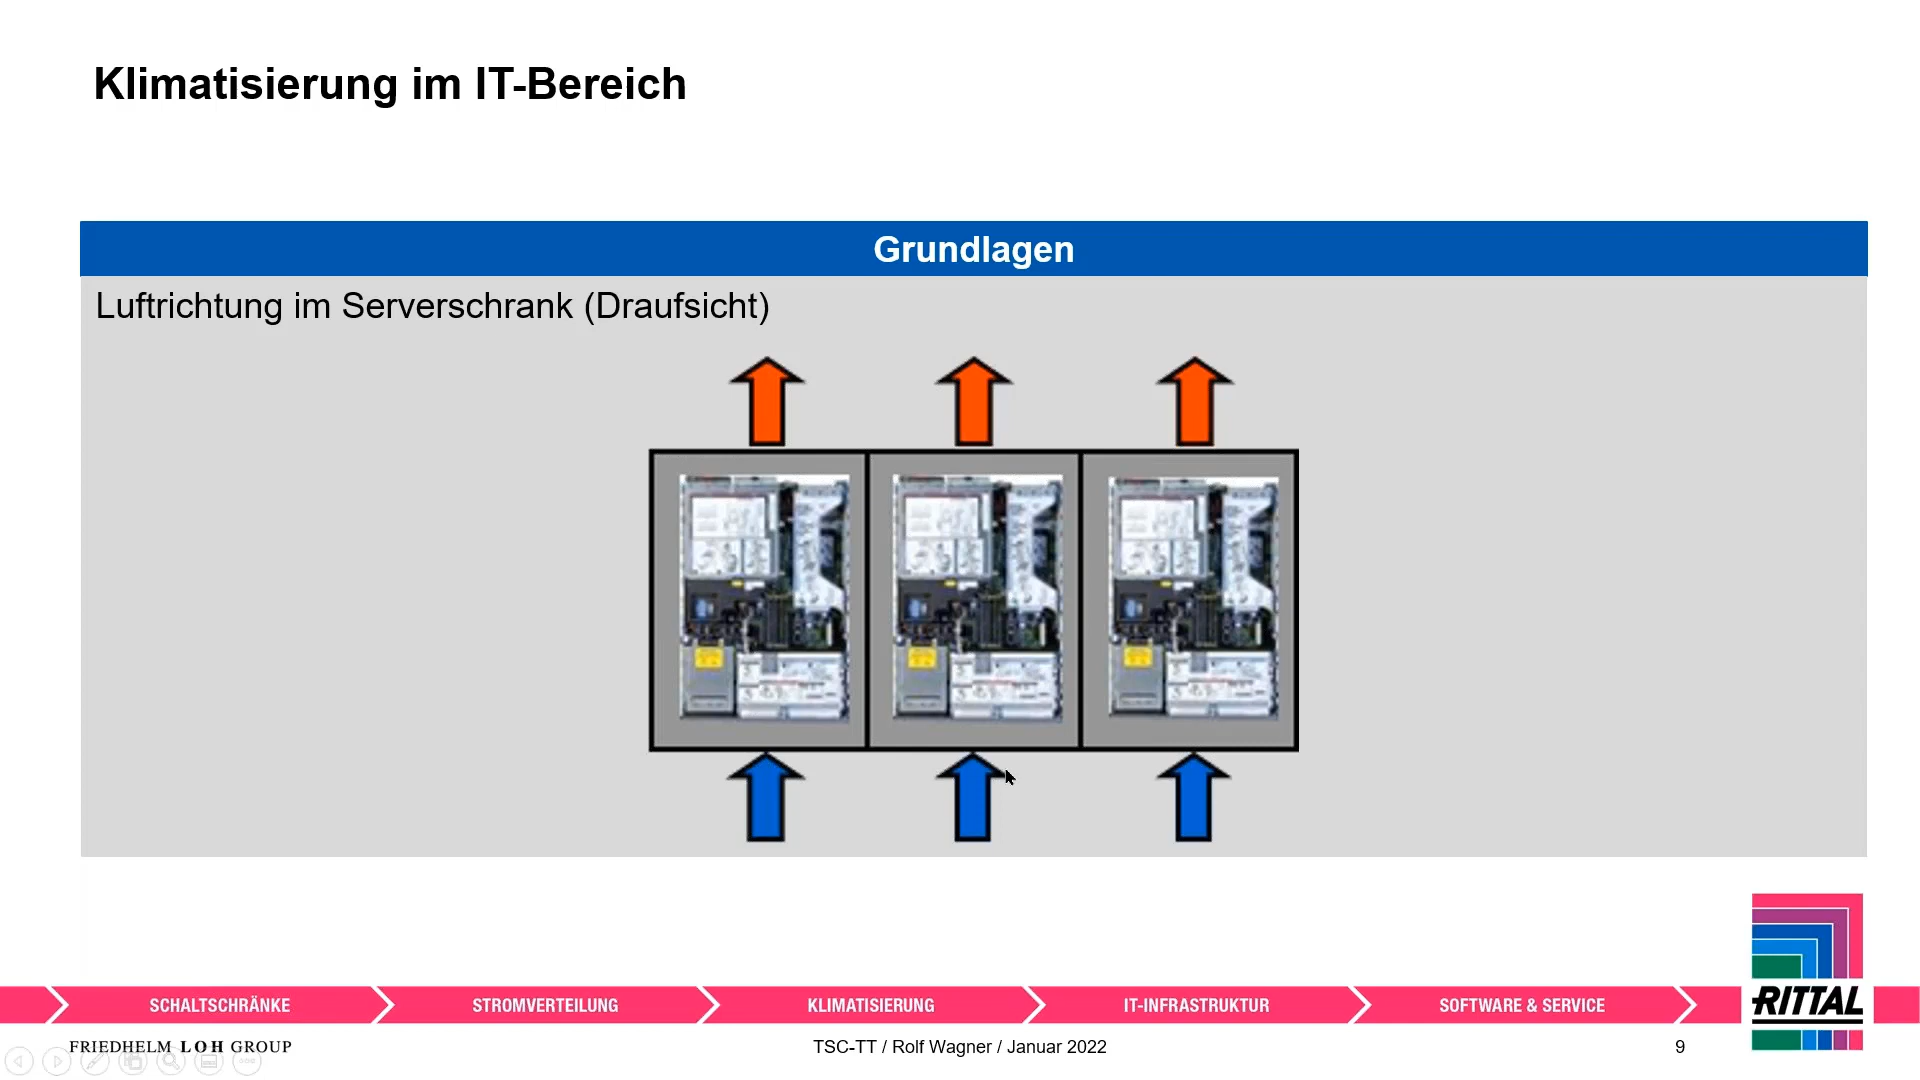 Klimatisierung im IT-Bereich
Grundlagen
Luftrichtung im Serverschrank (Draufsicht)
SCHALTSCHRÄNKE
STROMVERTEILUNG
KLIMATISIERUNG
IT-INFRASTRUKTUR
SOFTWARE & SERVICE
RITTAL
FRIEDHELM LOH GROUP
TSC-TT / Rolf Wagner / Januar 2022
9